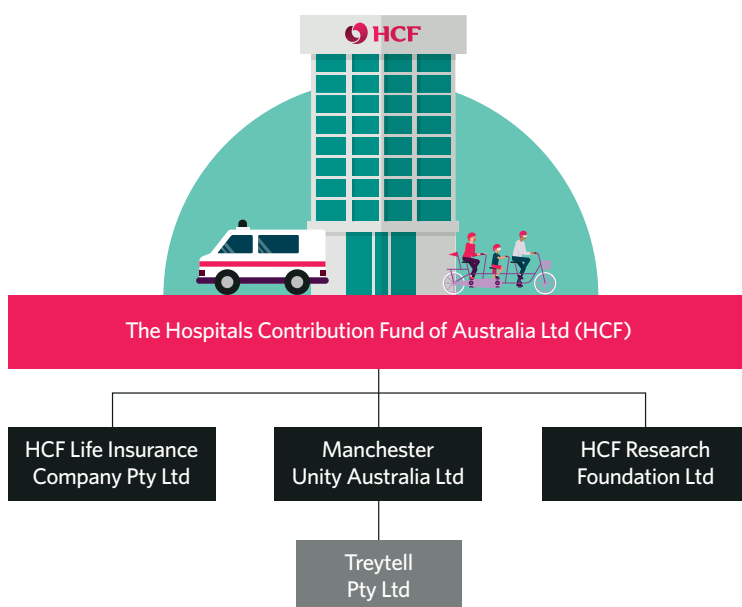 HCF
The Hospitals Contribution Fund of Australia Ltd (HCF)
HCF Life Insurance
Company Pty Ltd
Manchester
Unity Australia Ltd
HCF Research
Foundation Ltd
Treytell
Pty Ltd